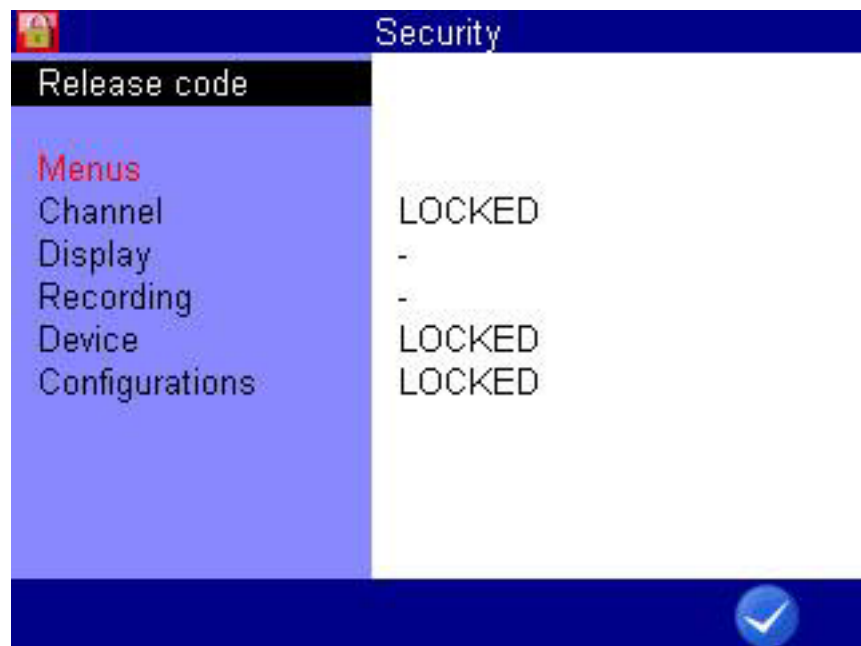 Security
Release code
Menus
Channel LOCKED
Display -
Recording -
Device LOCKED
Configurations LOCKED